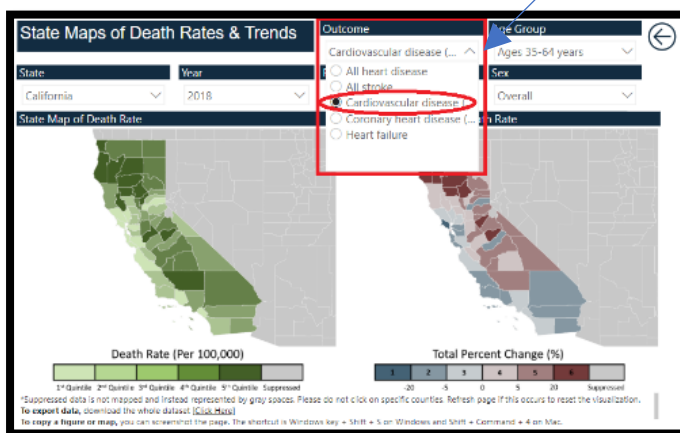 State Maps of Death Rates & Trends
Outcome
Age Group
Cardiovascular disease (...
Ages 35-64 years
State
Year
Sex
California
2018
Overall
All heart disease
All stroke
Cardiovascular disease (
Coronary heart disease (...
Heart failure
State Map of Death Rate
Rate
Death Rate (Per 100,000)
Total Percent Change (%)
1st Quintile 2nd Quintile 3rd Quintile 4th Quintile 5th Quintile Suppressed
1 2 3 4 5 6
-20 -5 0 5 20 Suppressed
*Suppressed data is not mapped and instead represented by gray spaces. Please do not click on specific counties. Refresh page if this occurs to reset the visualization.
To export data, download the whole dataset [Click Here]
To copy a figure or map, you can screenshot the page. The shortcut is Windows key + Shift + S on Windows and Shift + Command + 4 on Mac.